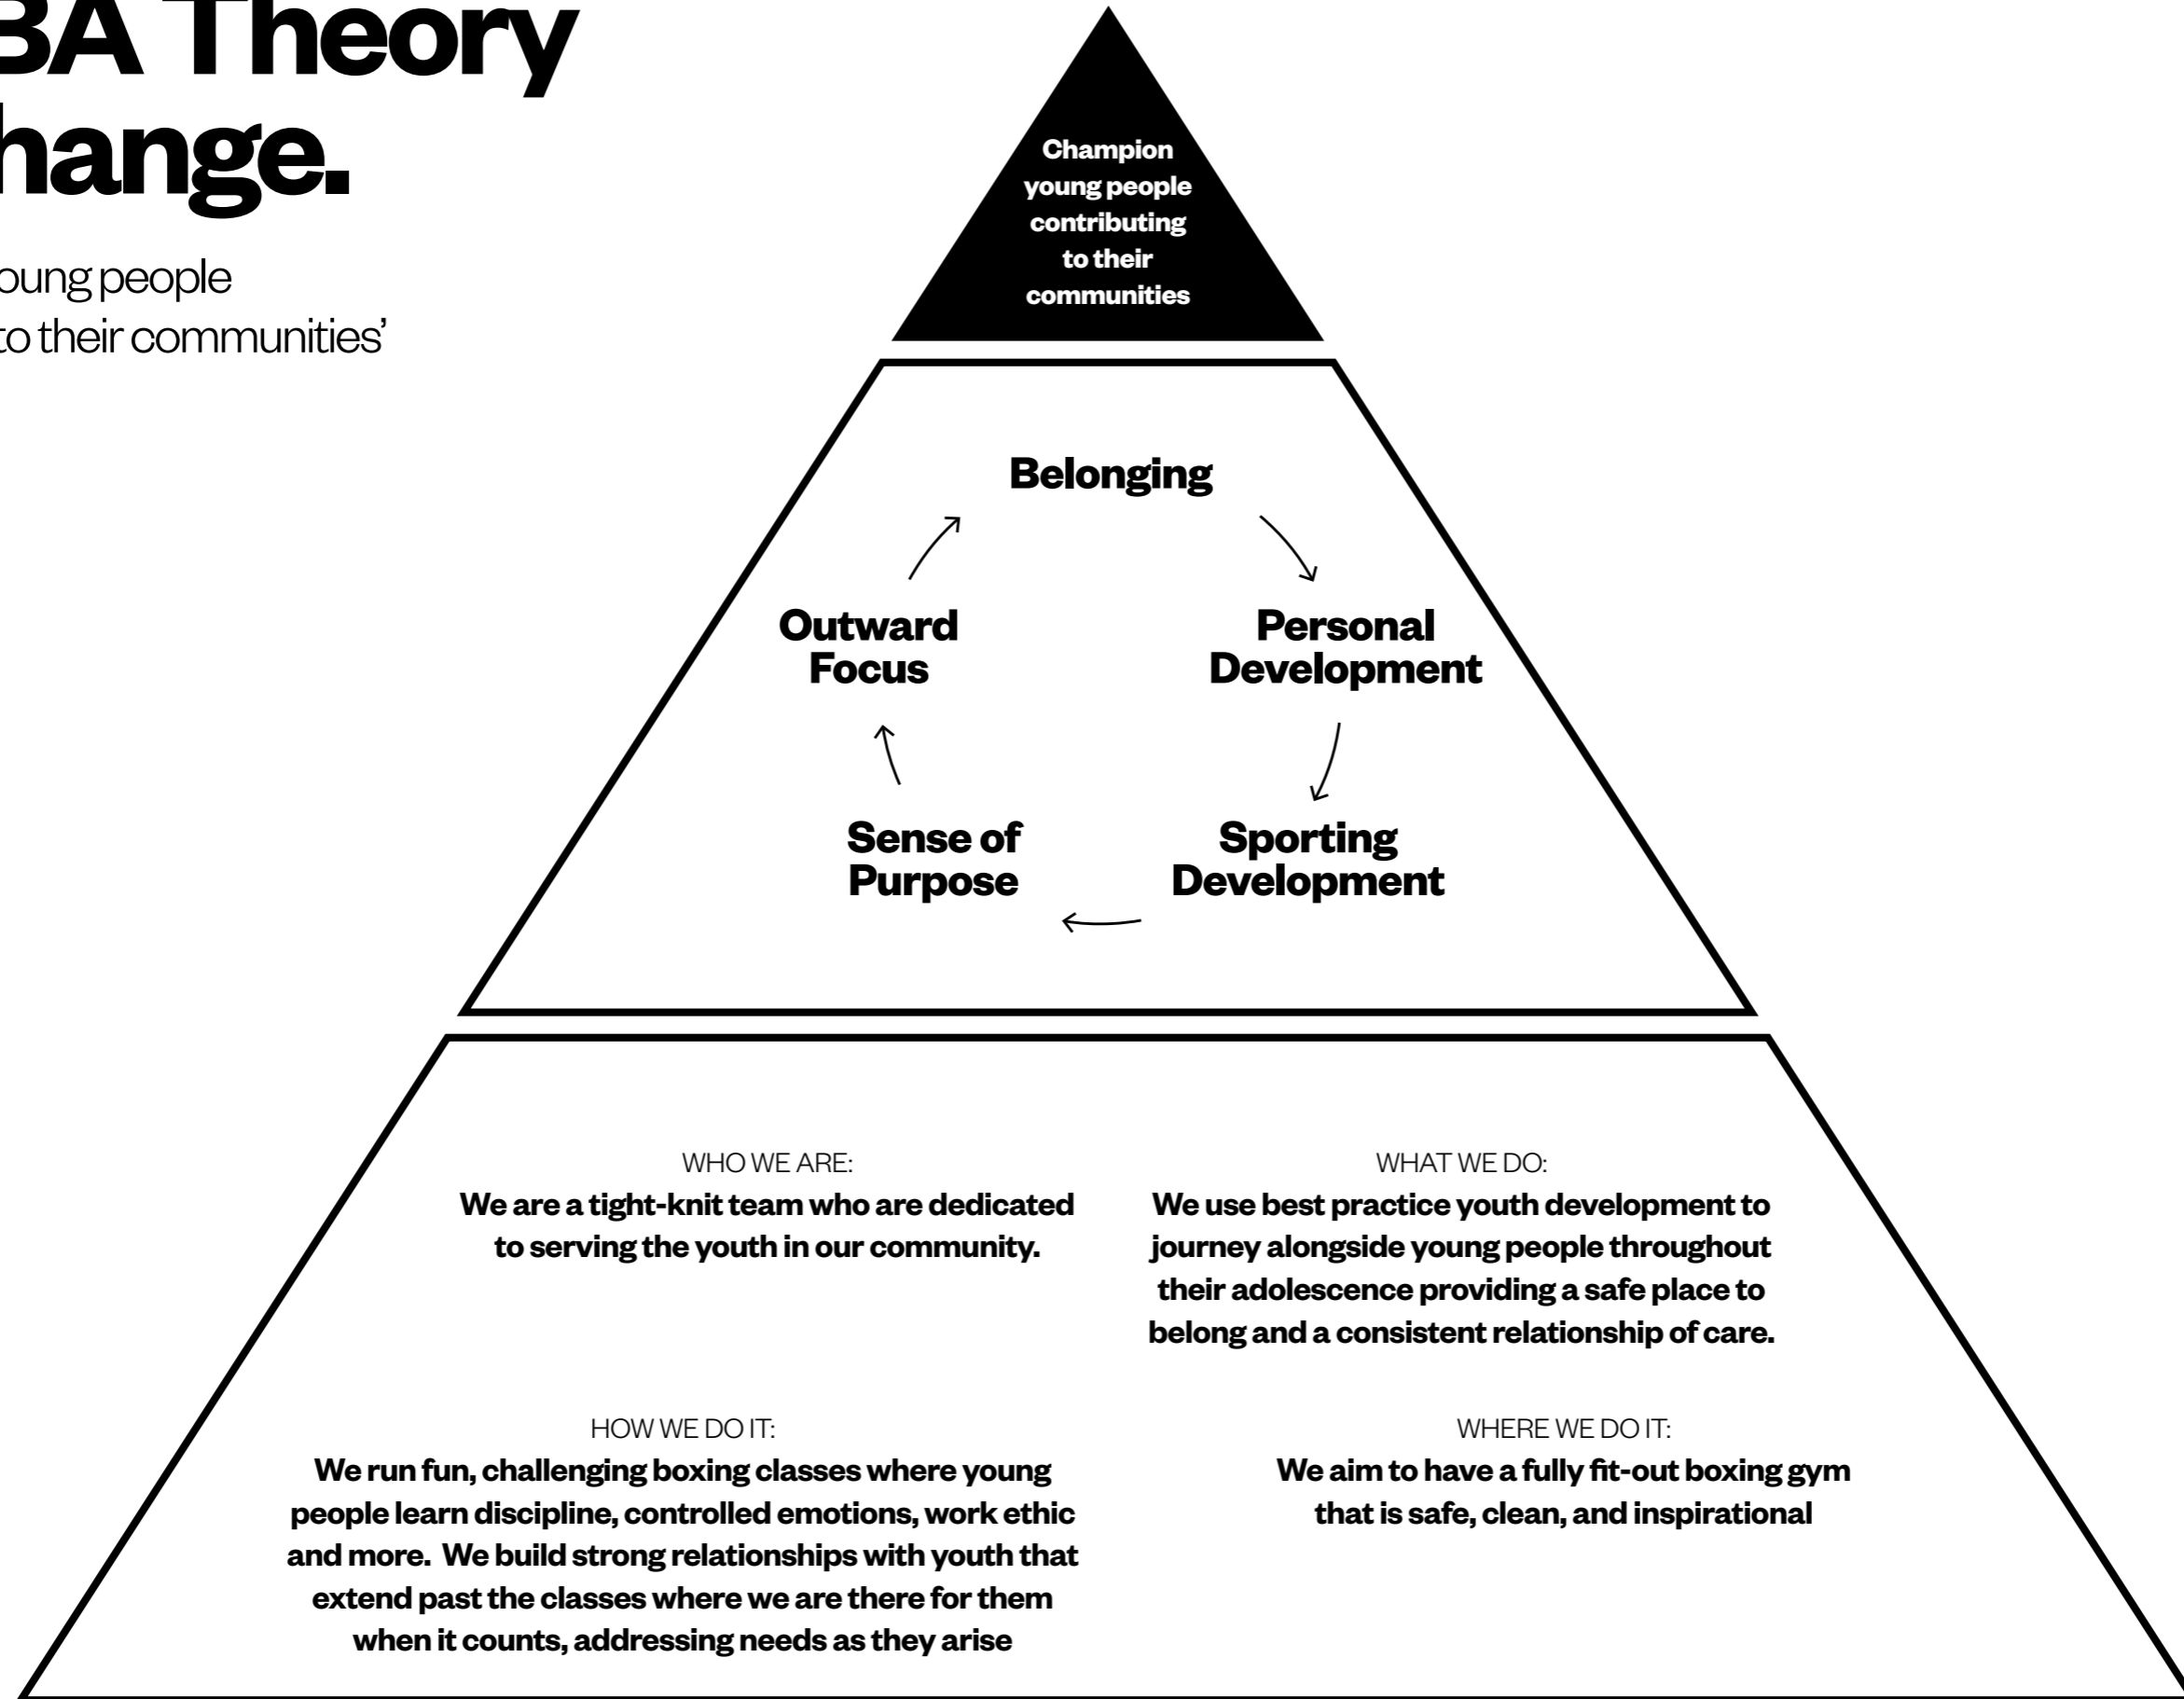 BA Theory
hange.
oung people
to their communities’
Champion
young people
contributing
to their
communities
Belonging
Personal
Development
Sporting
Development
Sense of
Purpose
Outward
Focus
WHO WE ARE:
We are a tight-knit team who are dedicated
to serving the youth in our community.
WHAT WE DO:
We use best practice youth development to
journey alongside young people throughout
their adolescence providing a safe place to
belong and a consistent relationship of care.
HOW WE DO IT:
We run fun, challenging boxing classes where young
people learn discipline, controlled emotions, work ethic
and more.  We build strong relationships with youth that
extend past the classes where we are there for them
when it counts, addressing needs as they arise
WHERE WE DO IT:
We aim to have a fully fit-out boxing gym
that is safe, clean, and inspirational